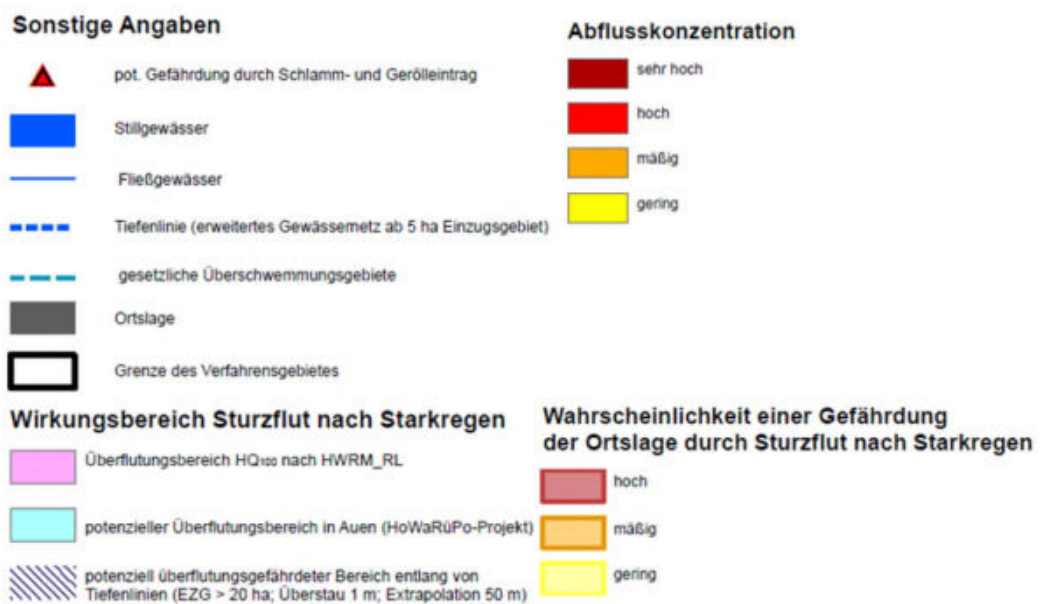 Sonstige Angaben
pot. Gefährdung durch Schlamm- und Gerölleintrag
Stillgewässer
Fließgewässer
Tiefenlinie (erweitertes Gewässernetz ab 5 ha Einzugsgebiet)
gesetzliche Überschwemmungsgebiete
Ortslage
Grenze des Verfahrensgebietes
Abflusskonzentration
sehr hoch
hoch
mäßig
gering
Wirkungsbereich Sturzflut nach Starkregen
Überflutungsbereich HQ100 nach HWRM_RL
potenzieller Überflutungsbereich in Auen (HoWaRüPo-Projekt)
potenziell überflutungsgefährdeter Bereich entlang von
Tiefenlinien (EZG > 20 ha; Überstau 1 m; Extrapolation 50 m)
Wahrscheinlichkeit einer Gefährdung
der Ortslage durch Sturzflut nach Starkregen
hoch
mäßig
gering